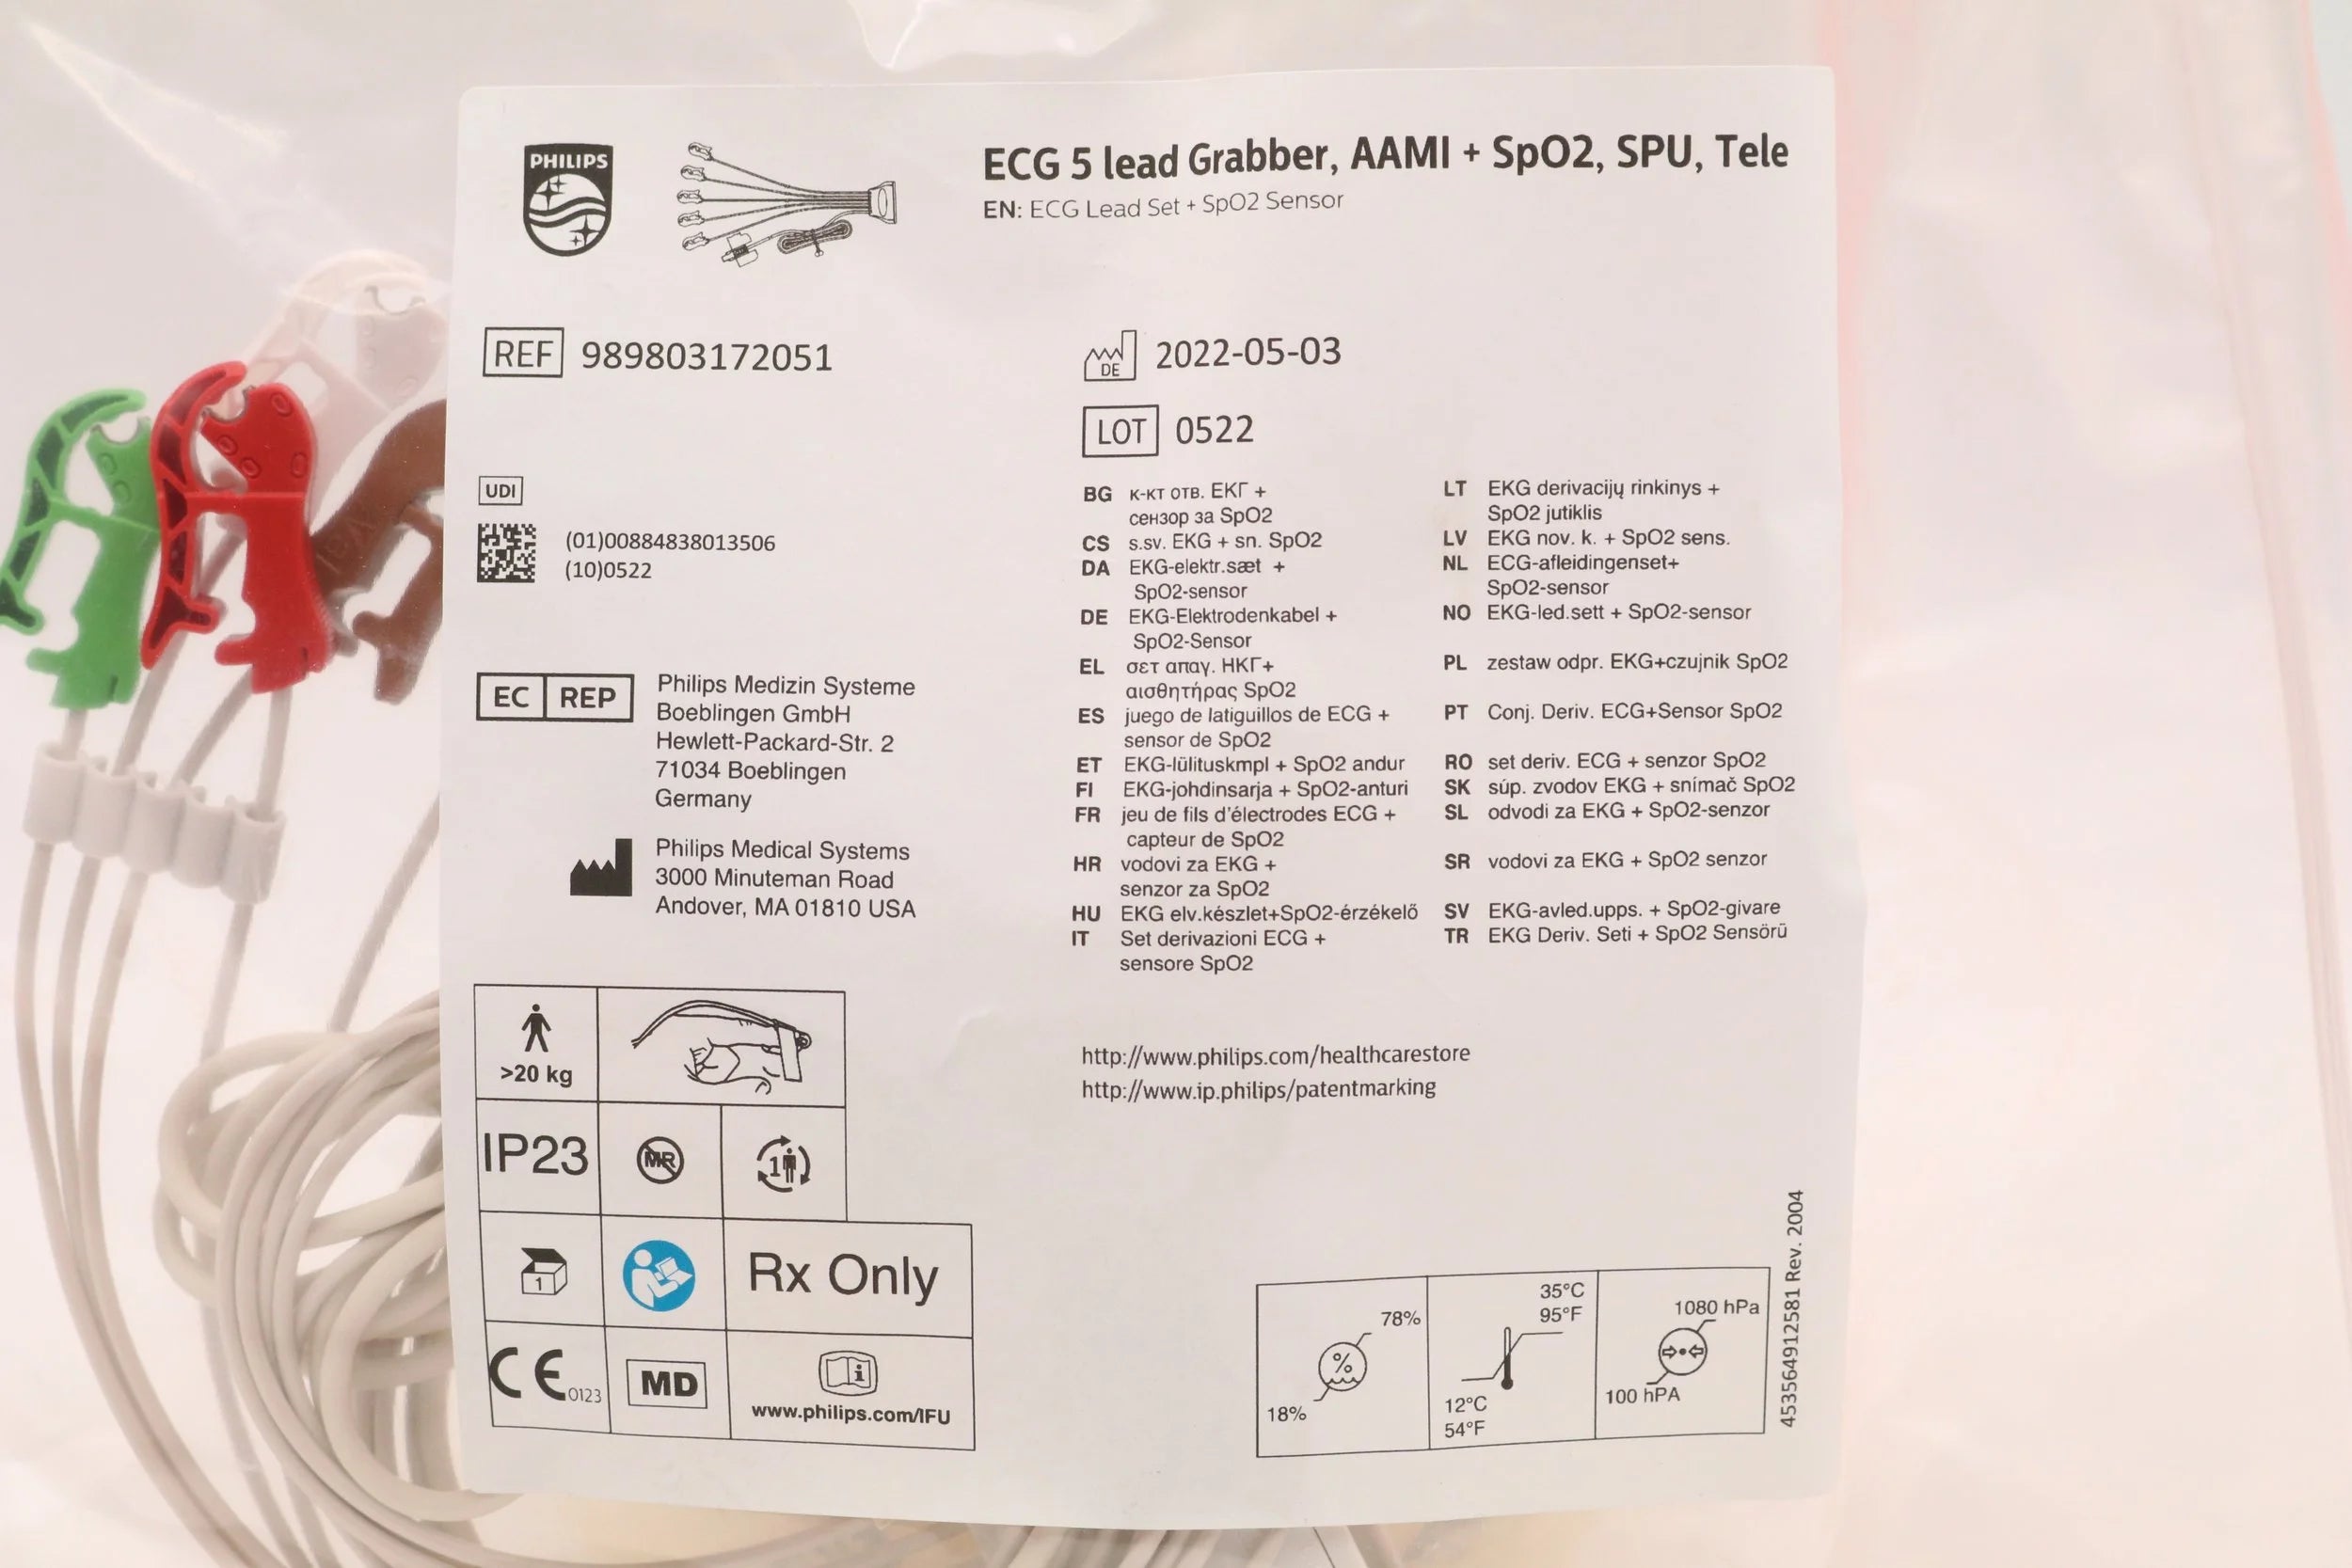 PHILIPS
ECG 5 lead Grabber, AAMI + SpO2, SPU, Tele
EN: ECG Lead Set + SpO2 Sensor
REF 989803172051
DE 2022-05-03
LOT 0522
UDI
(01)00884838013506
(10)0522
EC REP
Philips Medizin Systeme
Boeblingen GmbH
Hewlett-Packard-Str. 2
71034 Boeblingen
Germany
Philips Medical Systems
3000 Minuteman Road
Andover, MA 01810 USA
BG к-кт отв. ЕКГ +
сензор за SpO2
CS s.sv. EKG + sn. SpO2
DA EKG-elektr.sæt +
SpO2-sensor
DE EKG-Elektrodenkabel +
SpO2-Sensor
EL σετ απαγ. ΗΚΓ+
αισθητήρας SpO2
ES juego de latiguillos de ECG +
sensor de SpO2
ET EKG-lülituskmpl + SpO2 andur
FI EKG-johdinsarja + SpO2-anturi
FR jeu de fils d'électrodes ECG +
capteur de SpO2
HR vodovi za EKG +
senzor za SpO2
HU EKG elv.készlet+SpO2-érzékelő
IT Set derivazioni ECG +
sensore SpO2
LT EKG derivacijų rinkinys +
SpO2 jutiklis
LV EKG nov. k. + SpO2 sens.
NL ECG-afleidingenset+
SpO2-sensor
NO EKG-led.sett + SpO2-sensor
PL zestaw odpr. EKG+czujnik SpO2
PT Conj. Deriv. ECG+Sensor SpO2
RO set deriv. ECG + senzor SpO2
SK súp. zvodov EKG + snímač SpO2
SL odvodi za EKG + SpO2-senzor
SR vodovi za EKG + SpO2 senzor
SV EKG-avled.upps. + SpO2-givare
TR EKG Deriv. Seti + SpO2 Sensörü
http://www.philips.com/healthcarestore
http://www.ip.philips/patentmarking
>20 kg
IP23
MR
1
1
Rx Only
CE 0123
MD
i
www.philips.com/IFU
78%
%
18%
35°C
95°F
12°C
54°F
1080 hPa
100 hPA
453564912581 Rev. 2004